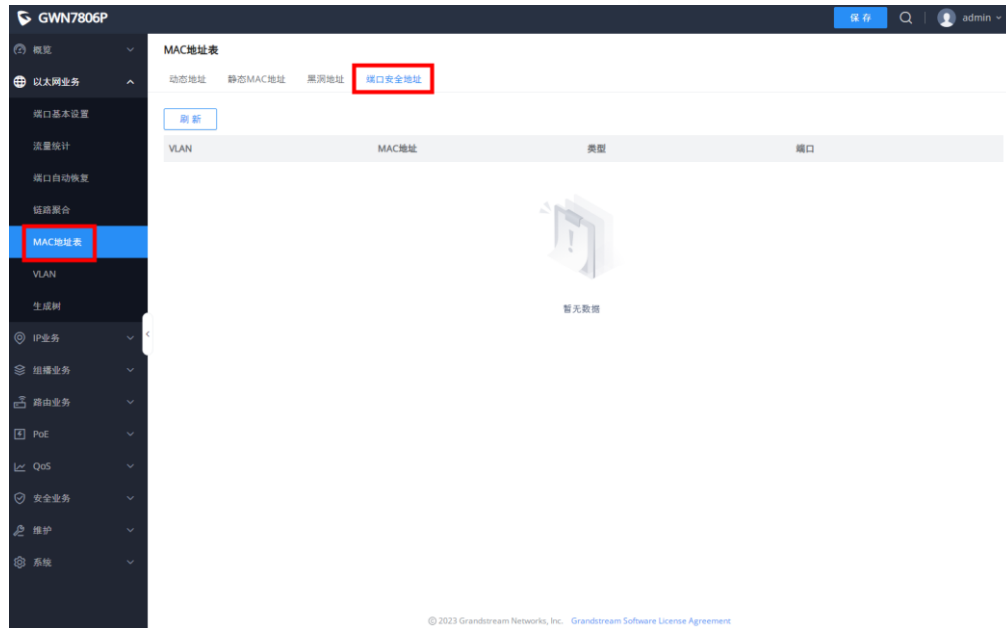 GWN7806P
保存
admin
概览
以太网业务
端口基本设置
流量统计
端口自动恢复
链路聚合
MAC地址表
VLAN
生成树
IP业务
组播业务
路由业务
PoE
QoS
安全业务
维护
系统
MAC地址表
动态地址 静态MAC地址 黑洞地址 端口安全地址
刷新
VLAN MAC地址 类型 端口
暂无数据
© 2023 Grandstream Networks, Inc. Grandstream Software License Agreement